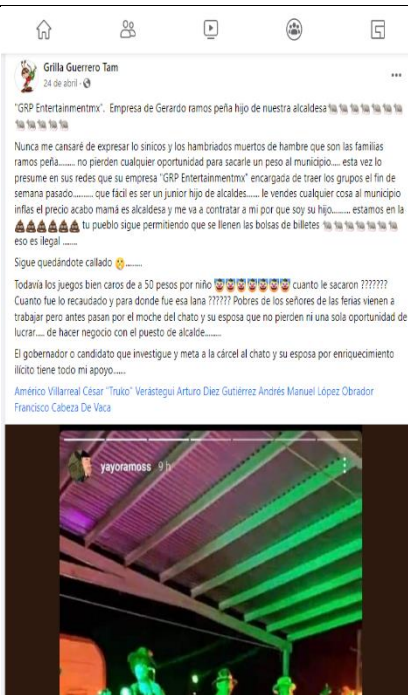 Grilla Guerrero Tam
24 de abril ·
"GRP Entertainmentmx". Empresa de Gerardo ramos peña hijo de nuestra alcaldesa🐀🐀🐀🐀🐀🐀🐀
🐀🐀🐀🐀🐀
Nunca me cansaré de expresar lo sinicos y los hambriados muertos de hambre que son las familias
ramos peña....... no pierden cualquier oportunidad para sacarle un peso al municipio.... esta vez lo
presume en sus redes que su empresa "GRP Entertainmentmx" encargada de traer los grupos el fin de
semana pasado.......... que fácil es ser un junior hijo de alcaldes....... le vendes cualquier cosa al municipio
inflas el precio acabo mamá es alcaldesa y me va a contratar a mi por que soy su hijo......... estamos en la
💩💩💩💩💩💩 tu pueblo sigue permitiendo que se llenen las bolsas de billetes 🐀🐀🐀🐀🐀🐀
eso es ilegal .......
Sigue quedándote callado 🤫.........
Todavía los juegos bien caros de a 50 pesos por niño 🤡🤡🤡🤡🤡🤡 cuanto le sacaron ???????
Cuanto fue lo recaudado y para donde fue esa lana ?????? Pobres de los señores de las ferias vienen a
trabajar pero antes pasan por el moche del chato y su esposa que no pierden ni una sola oportunidad de
lucrar.... de hacer negocio con el puesto de alcalde........
El gobernador o candidato que investigue y meta a la cárcel al chato y su esposa por enriquecimiento
ilícito tiene todo mi apoyo......
Américo Villarreal César "Truko" Verástegui Arturo Diez Gutiérrez Andrés Manuel López Obrador
Francisco Cabeza De Vaca
yayoramoss 9 h